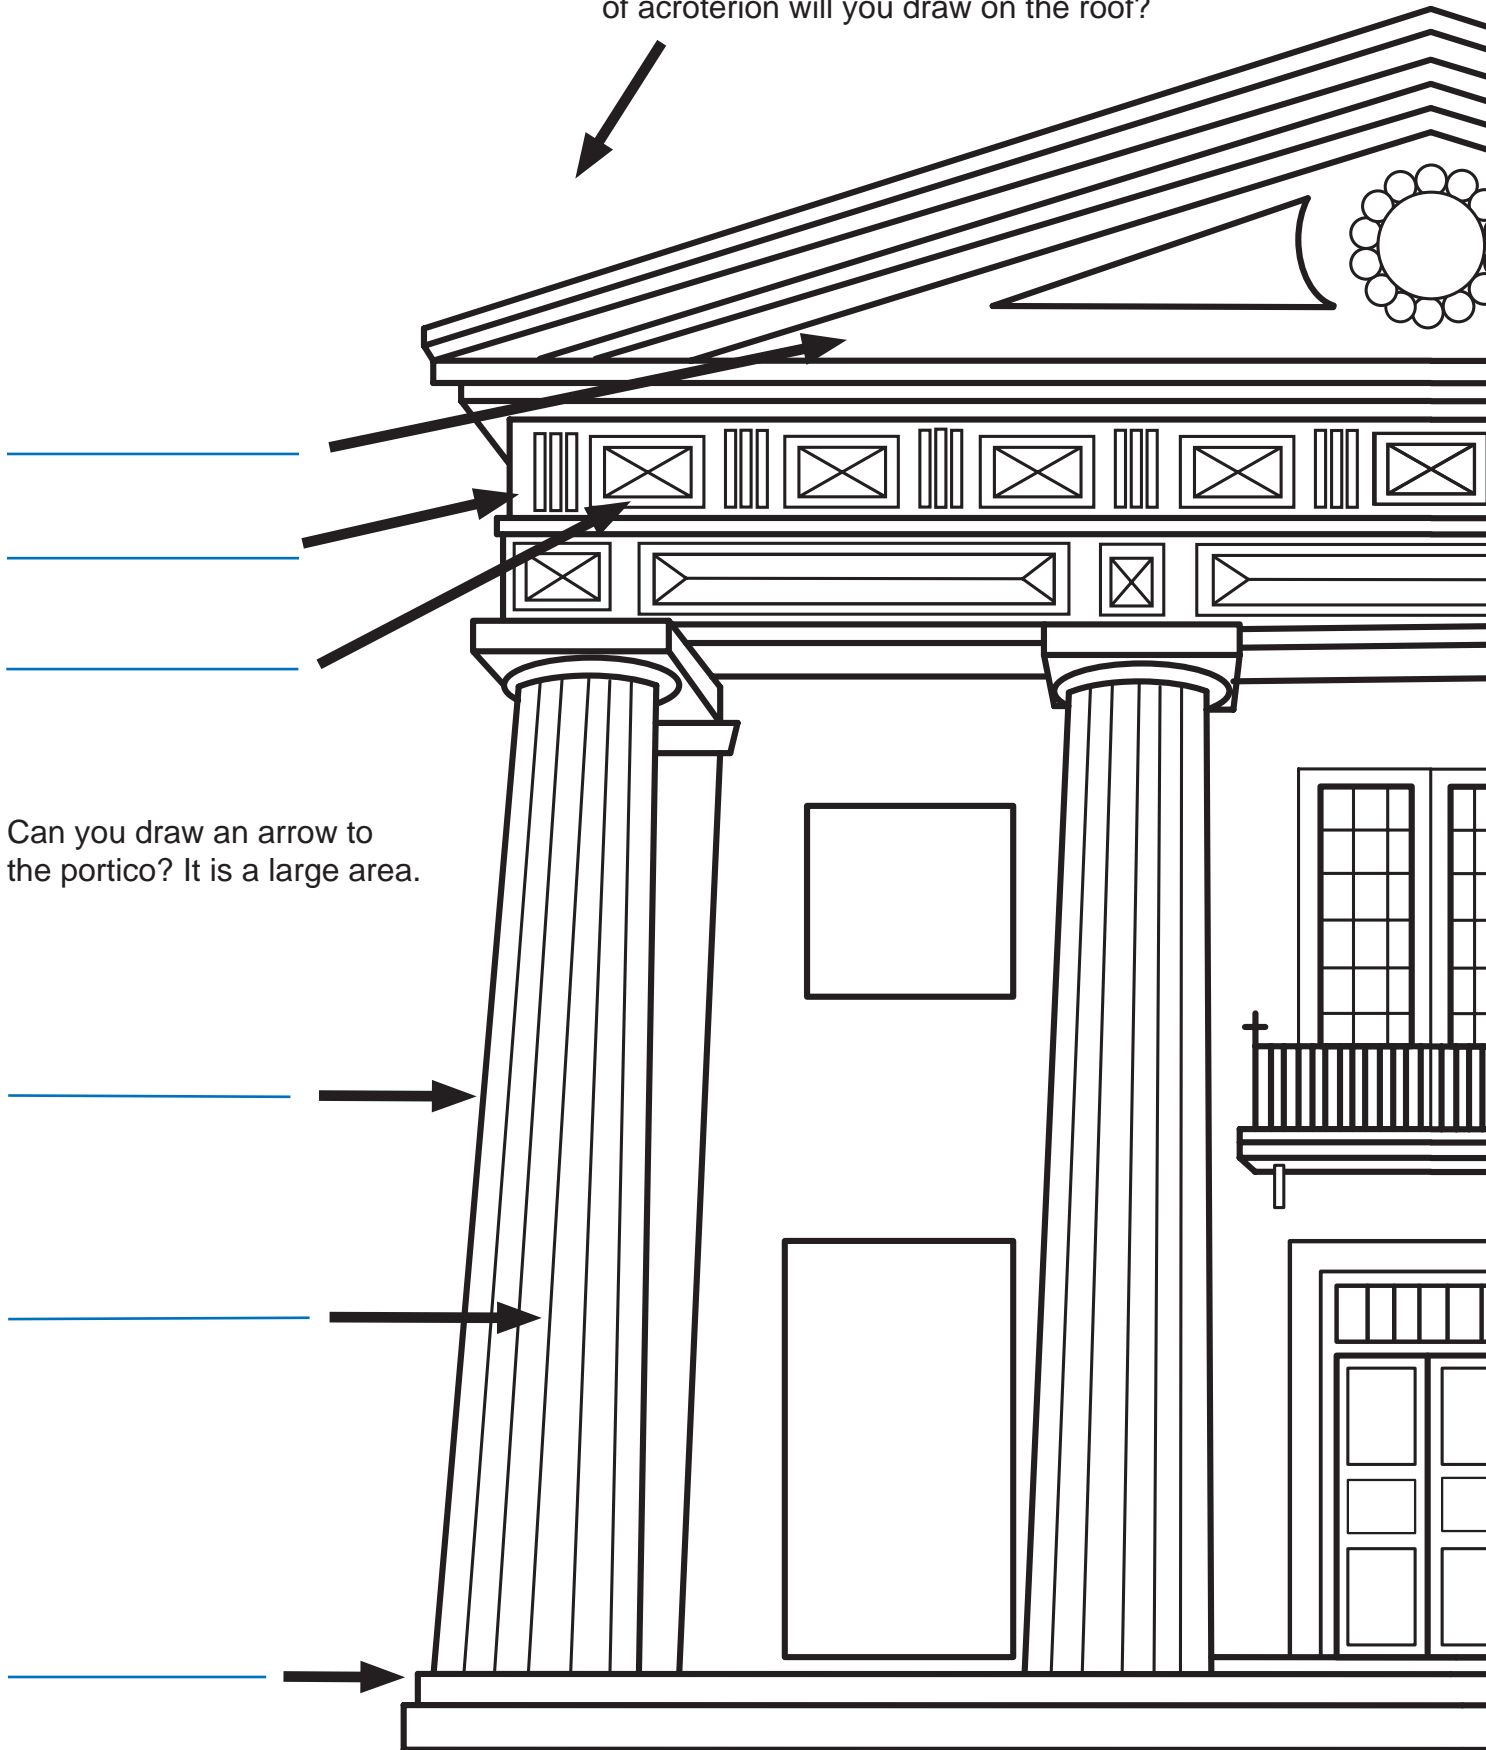 of acroterion will you draw on the roof?
Can you draw an arrow to
the portico? It is a large area.